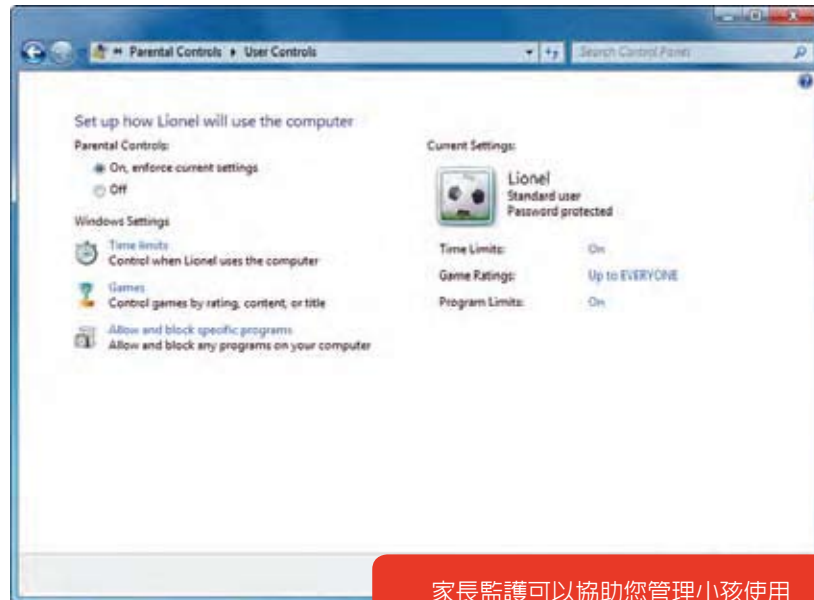 Parental Controls ▸ User Controls
Search Control Panel
Set up how Lionel will use the computer
Parental Controls:
On, enforce current settings
Off
Windows Settings
Time limits
Control when Lionel uses the computer
Games
Control games by rating, content, or title
Allow and block specific programs
Allow and block any programs on your computer
Current Settings:
Lionel
Standard user
Password protected
Time Limits: On
Game Ratings: Up to EVERYONE
Program Limits: On
家長監護可以協助您管理小孩使用